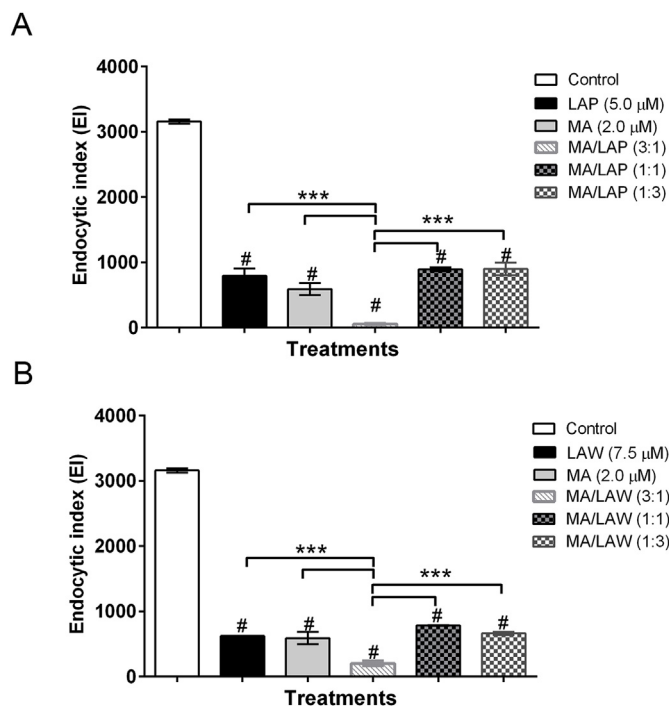 A
4000
3000
2000
1000
0
Endocytic index (EI)
Treatments
***
***
#
#
#
#
#
Control
LAP (5.0 µM)
MA (2.0 µM)
MA/LAP (3:1)
MA/LAP (1:1)
MA/LAP (1:3)
B
4000
3000
2000
1000
0
Endocytic index (EI)
Treatments
***
***
#
#
#
#
#
Control
LAW (7.5 µM)
MA (2.0 µM)
MA/LAW (3:1)
MA/LAW (1:1)
MA/LAW (1:3)